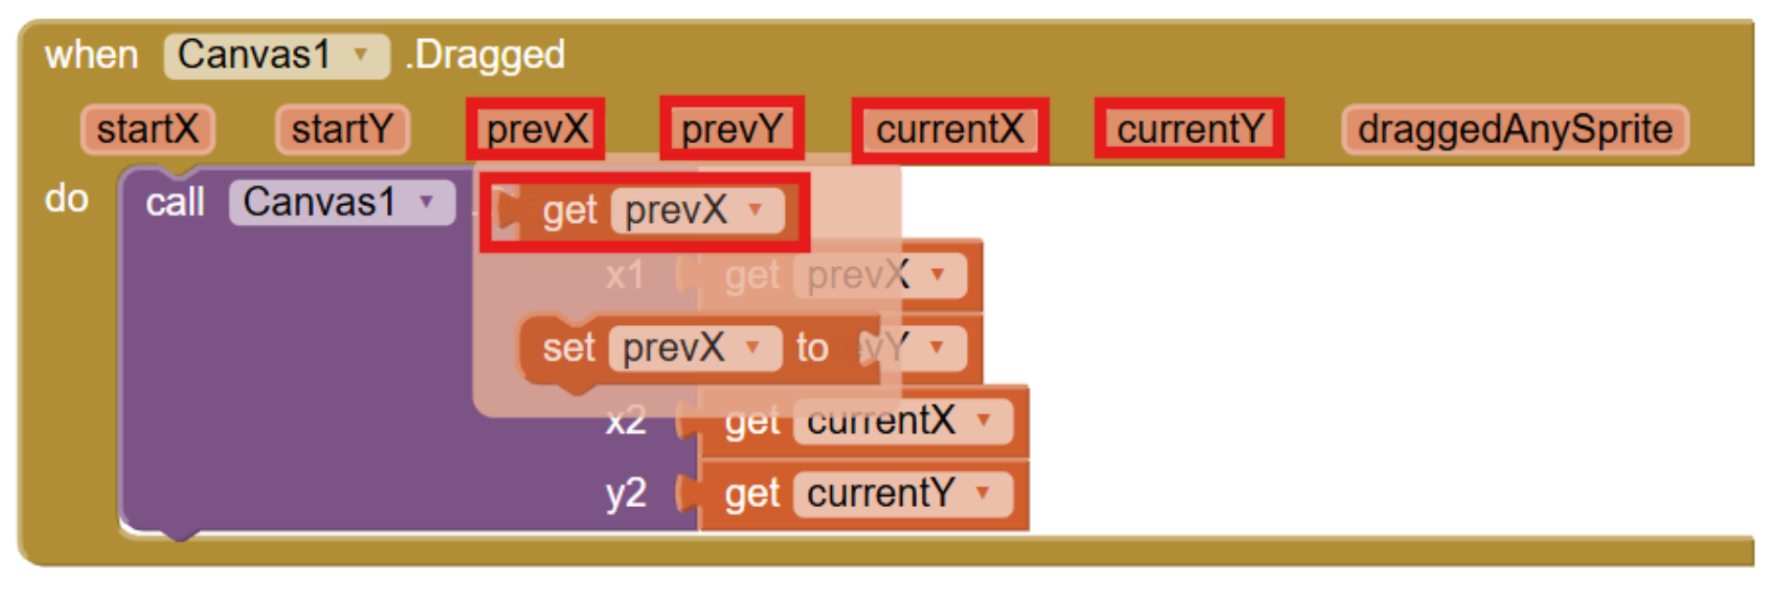 when Canvas1 .Dragged
startX startY prevX prevY currentX currentY draggedAnySprite
do call Canvas1
get prevX
x1 get prevX
set prevX to vY
x2 get currentX
y2 get currentY